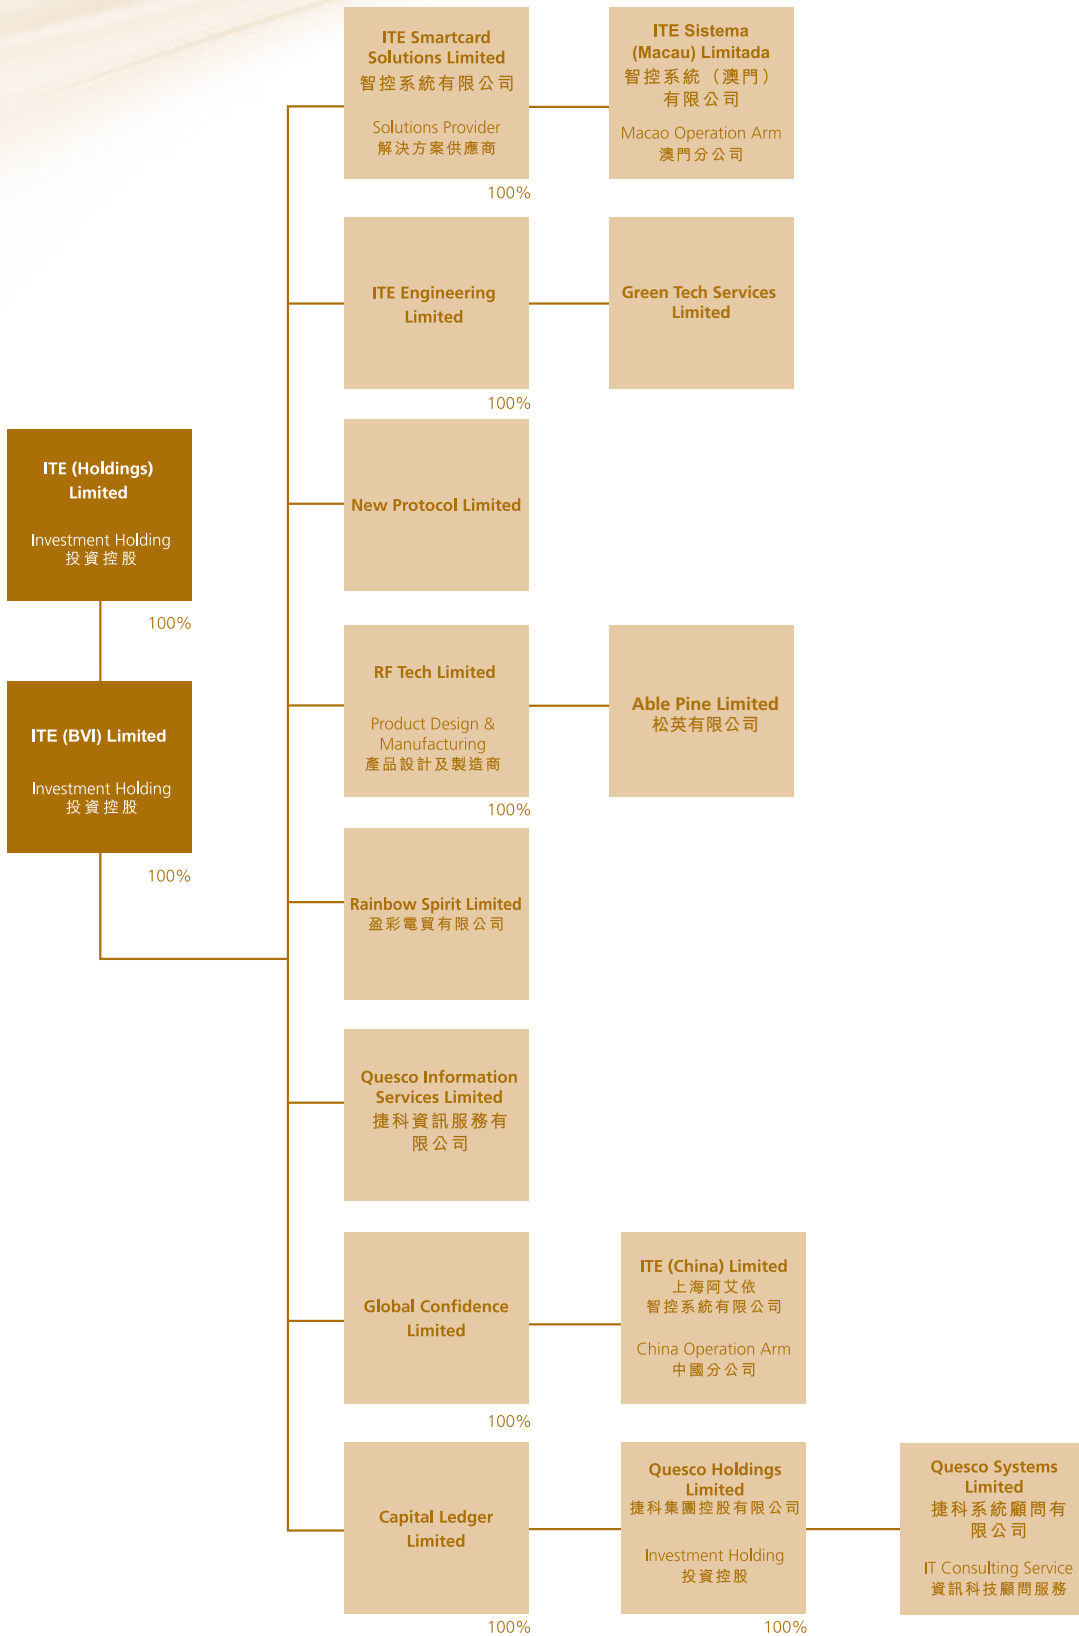 ITE Smartcard
Solutions Limited
智控系統有限公司
Solutions Provider
解決方案供應商
100%
ITE Sistema
(Macau) Limitada
智控系統（澳門）
有限公司
Macao Operation Arm
澳門分公司
ITE Engineering
Limited
100%
Green Tech Services
Limited
ITE (Holdings)
Limited
Investment Holding
投資控股
100%
New Protocol Limited
ITE (BVI) Limited
Investment Holding
投資控股
100%
RF Tech Limited
Product Design &
Manufacturing
產品設計及製造商
100%
Able Pine Limited
松英有限公司
Rainbow Spirit Limited
盈彩電貿有限公司
Quesco Information
Services Limited
捷科資訊服務有
限公司
Global Confidence
Limited
100%
ITE (China) Limited
上海阿艾依
智控系統有限公司
China Operation Arm
中國分公司
Capital Ledger
Limited
100%
Quesco Holdings
Limited
捷科集團控股有限公司
Investment Holding
投資控股
100%
Quesco Systems
Limited
捷科系統顧問有
限公司
IT Consulting Service
資訊科技顧問服務